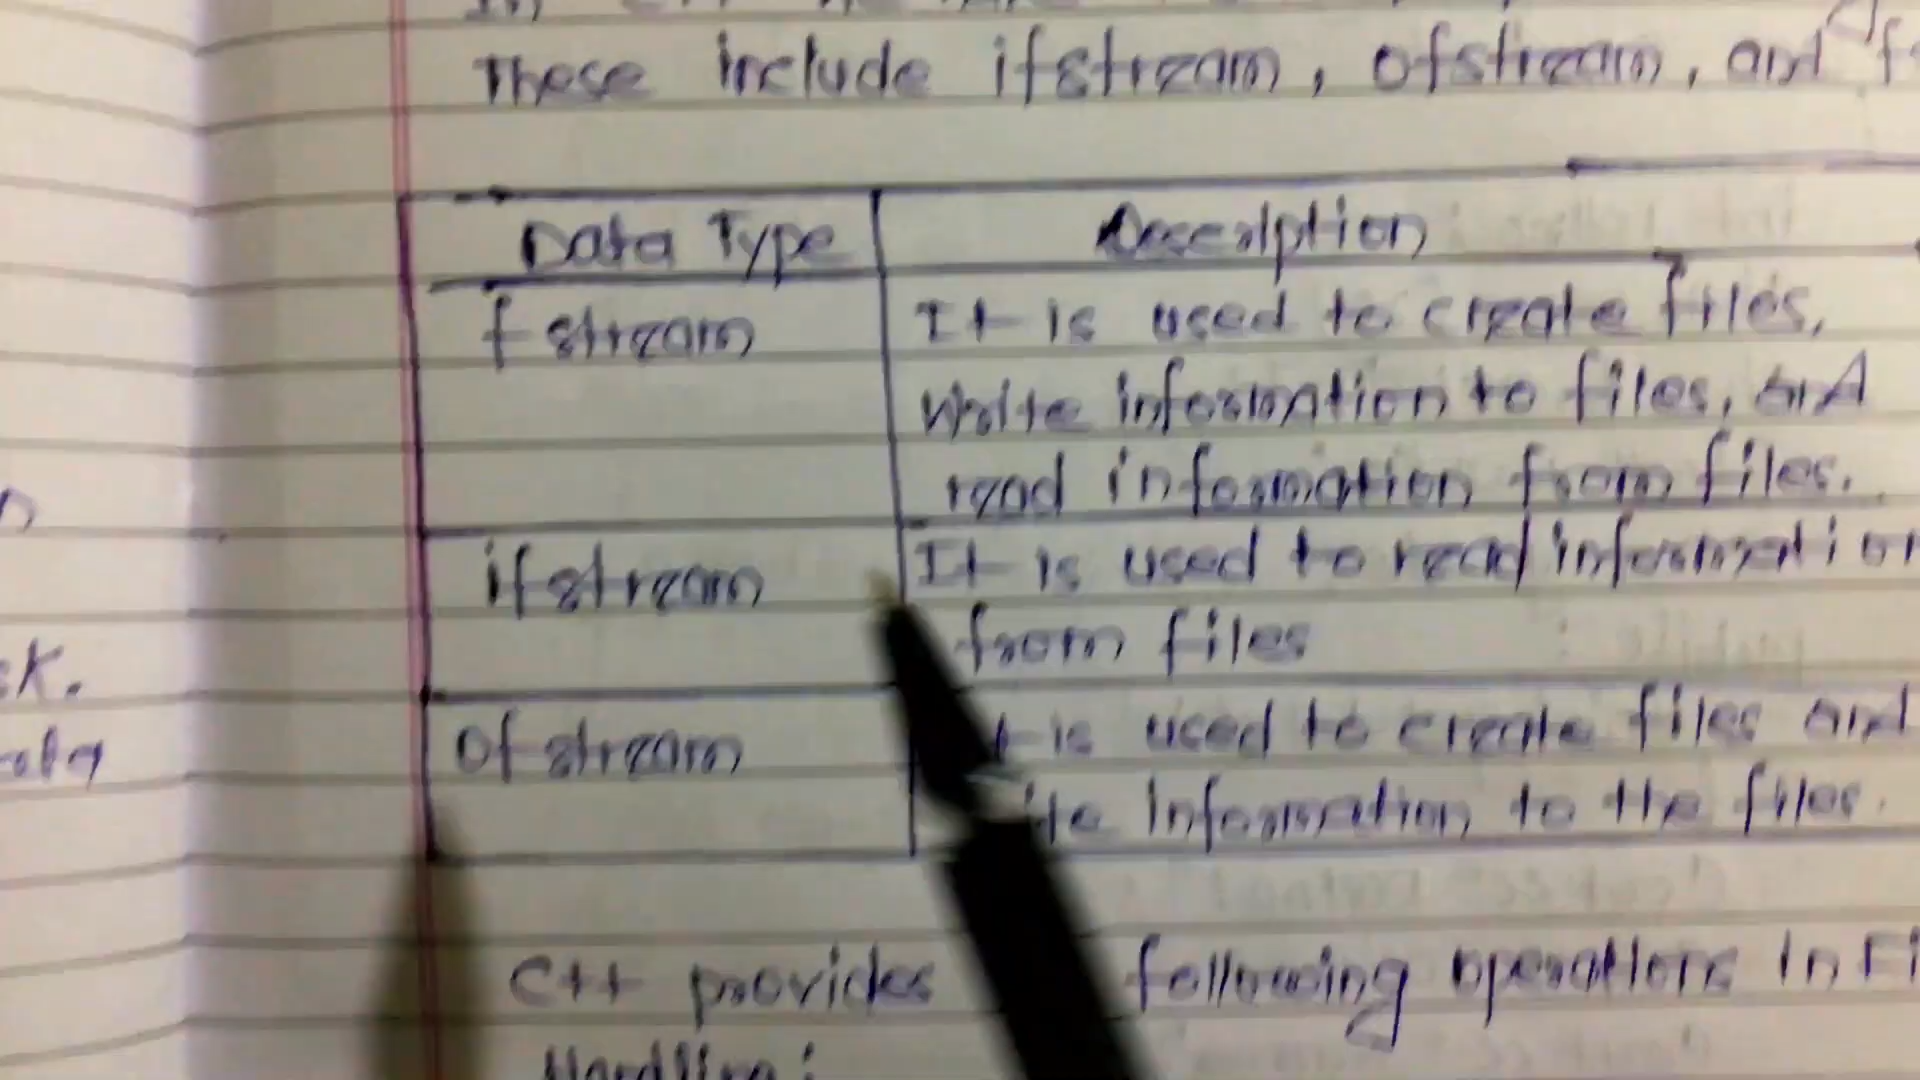 In C++
These include ifstream, ofstream, and
Data Type Description
fstream It is used to create files,
write information to files, and
read information from files.
ifstream It is used to read information
from files
ofstream is used to create files and
information to the files.
C++ provides following operations in
Handling: